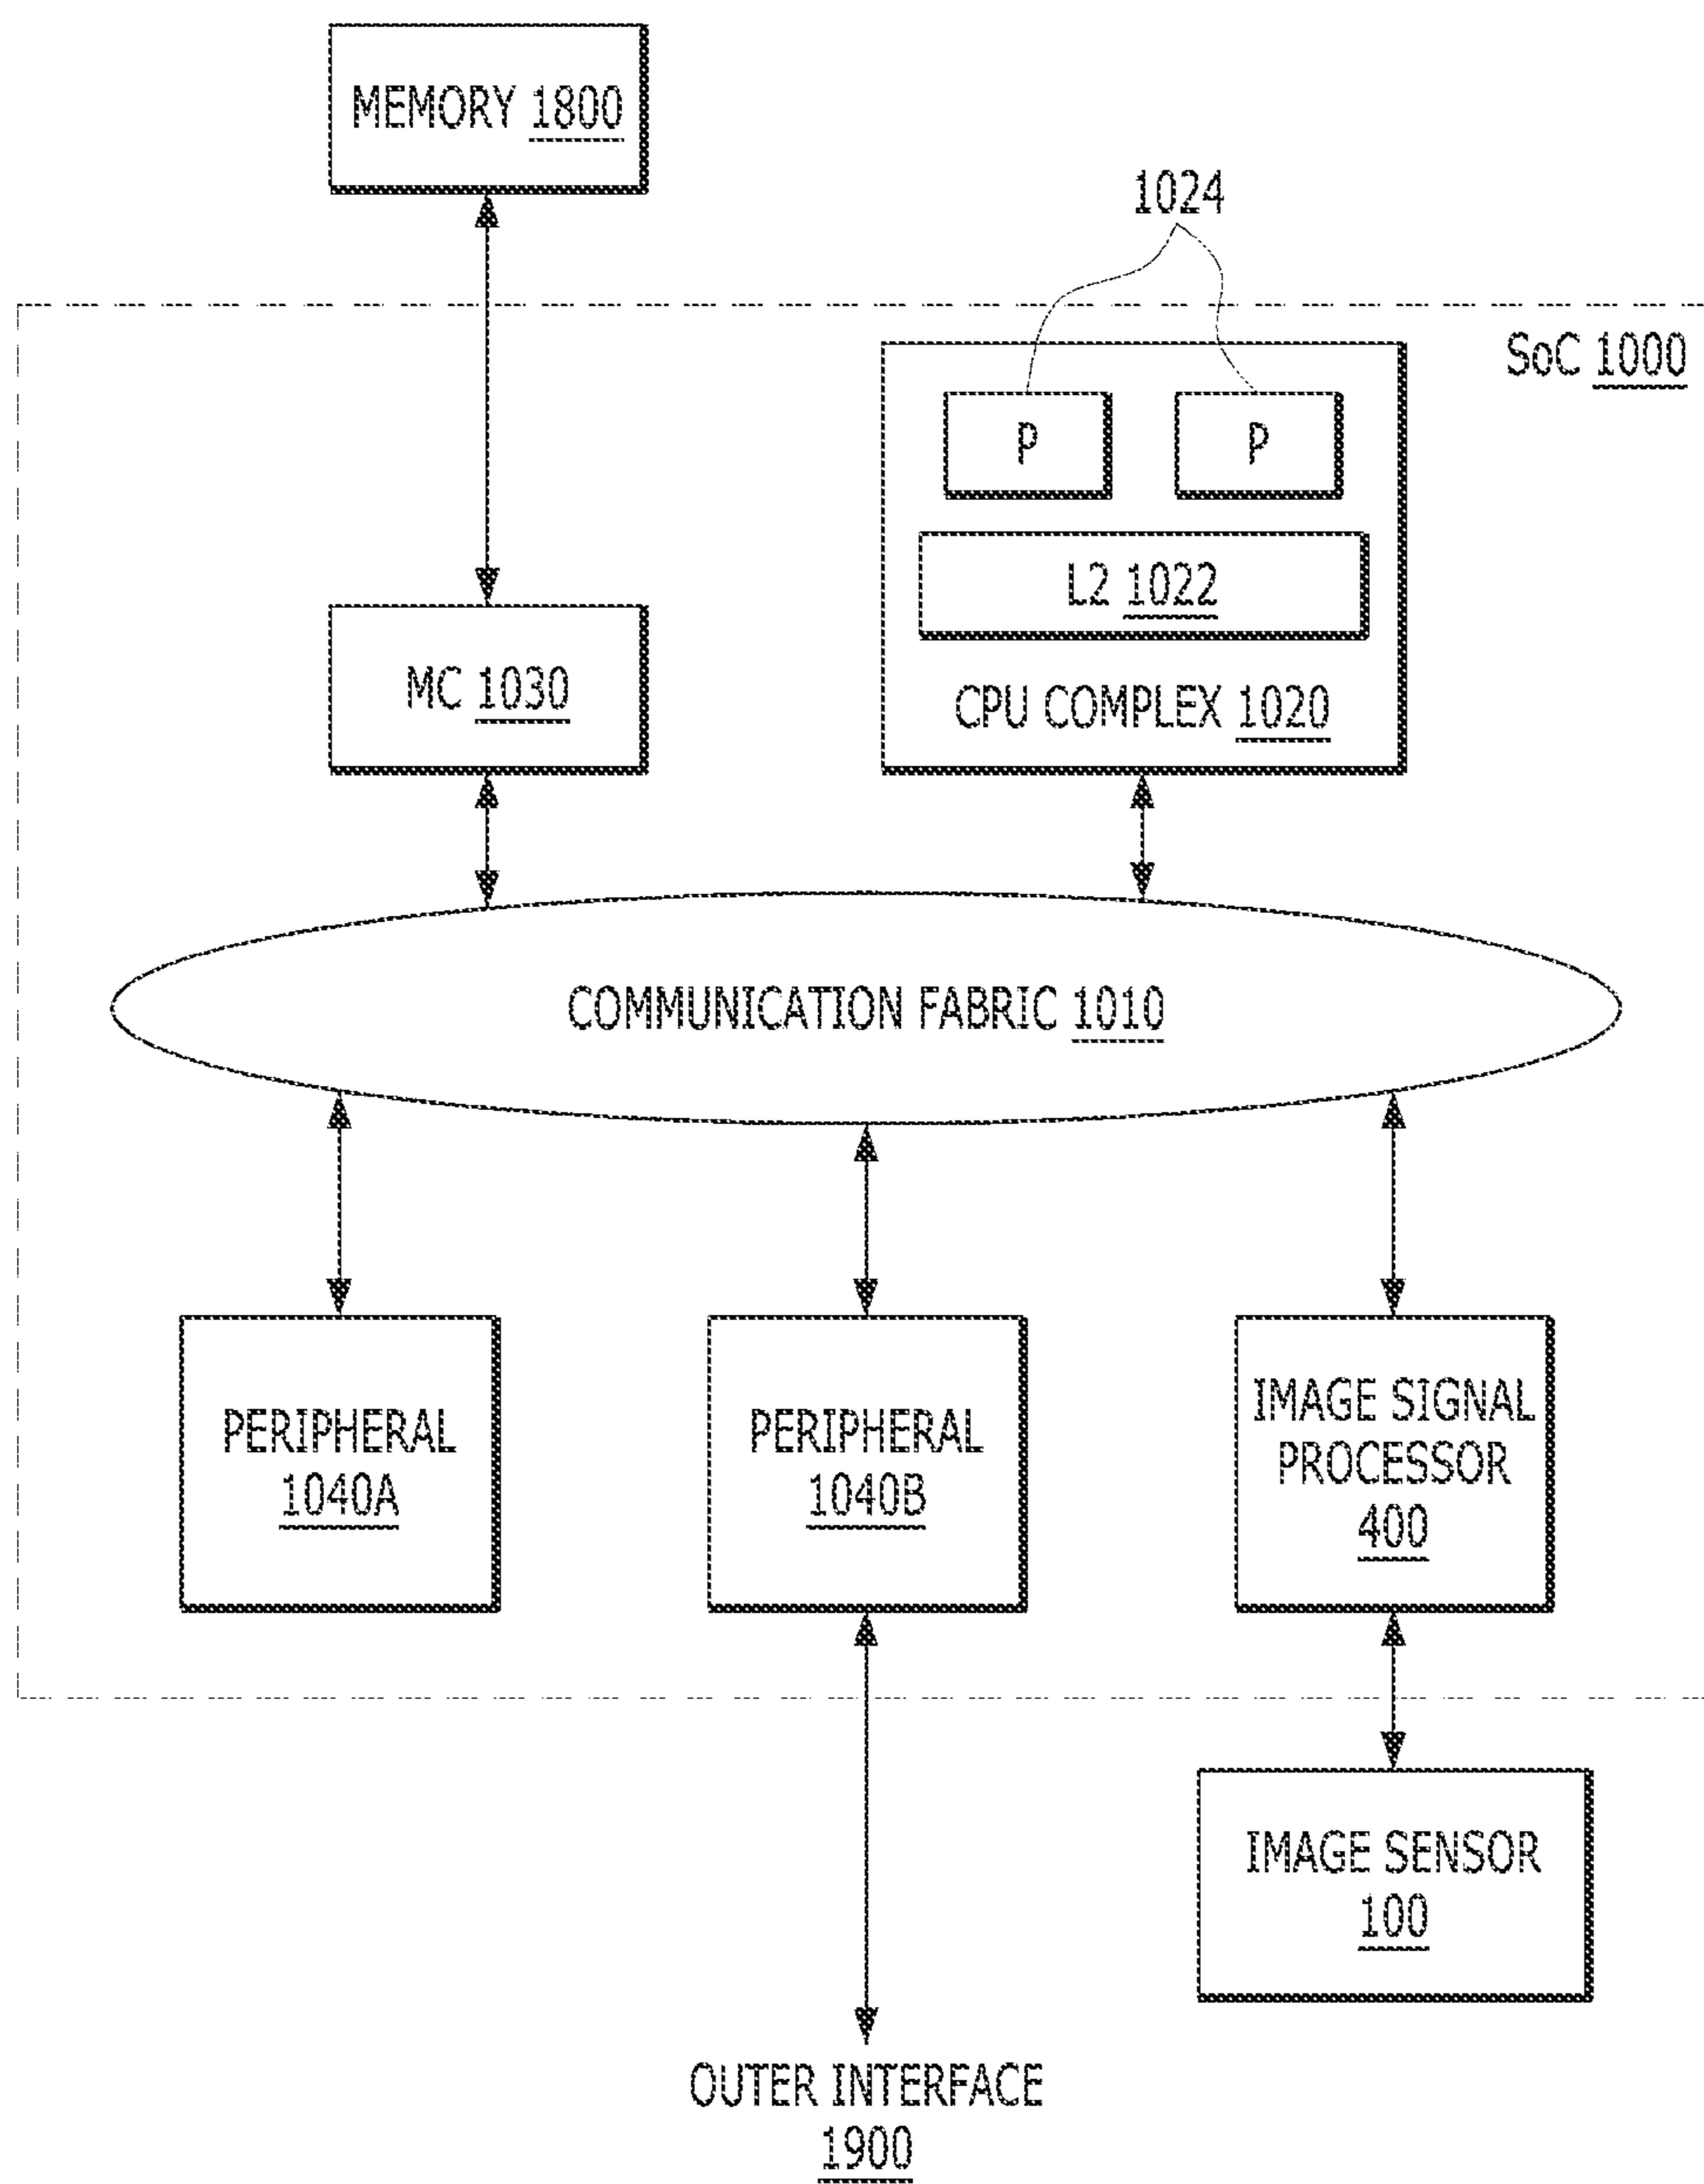 MEMORY 1800
1024
SoC 1000
P
P
L2 1022
MC 1030
CPU COMPLEX 1020
COMMUNICATION FABRIC 1010
PERIPHERAL
1040A
PERIPHERAL
1040B
IMAGE SIGNAL
PROCESSOR
400
IMAGE SENSOR
100
OUTER INTERFACE
1900